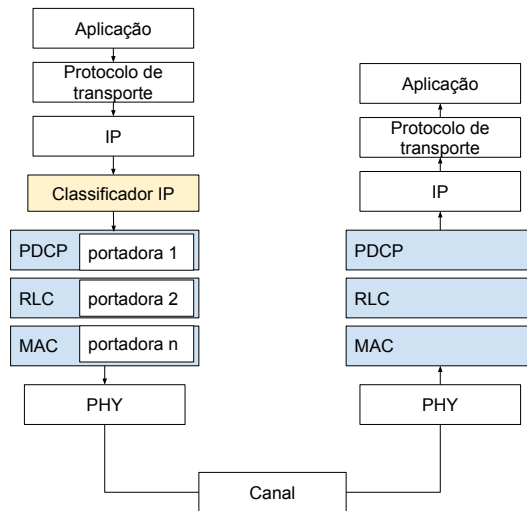 Aplicação
Protocolo de
transporte
IP
Classificador IP
PDCP
portadora 1
RLC
portadora 2
MAC
portadora n
PHY
Aplicação
Protocolo de
transporte
IP
PDCP
RLC
MAC
PHY
Canal